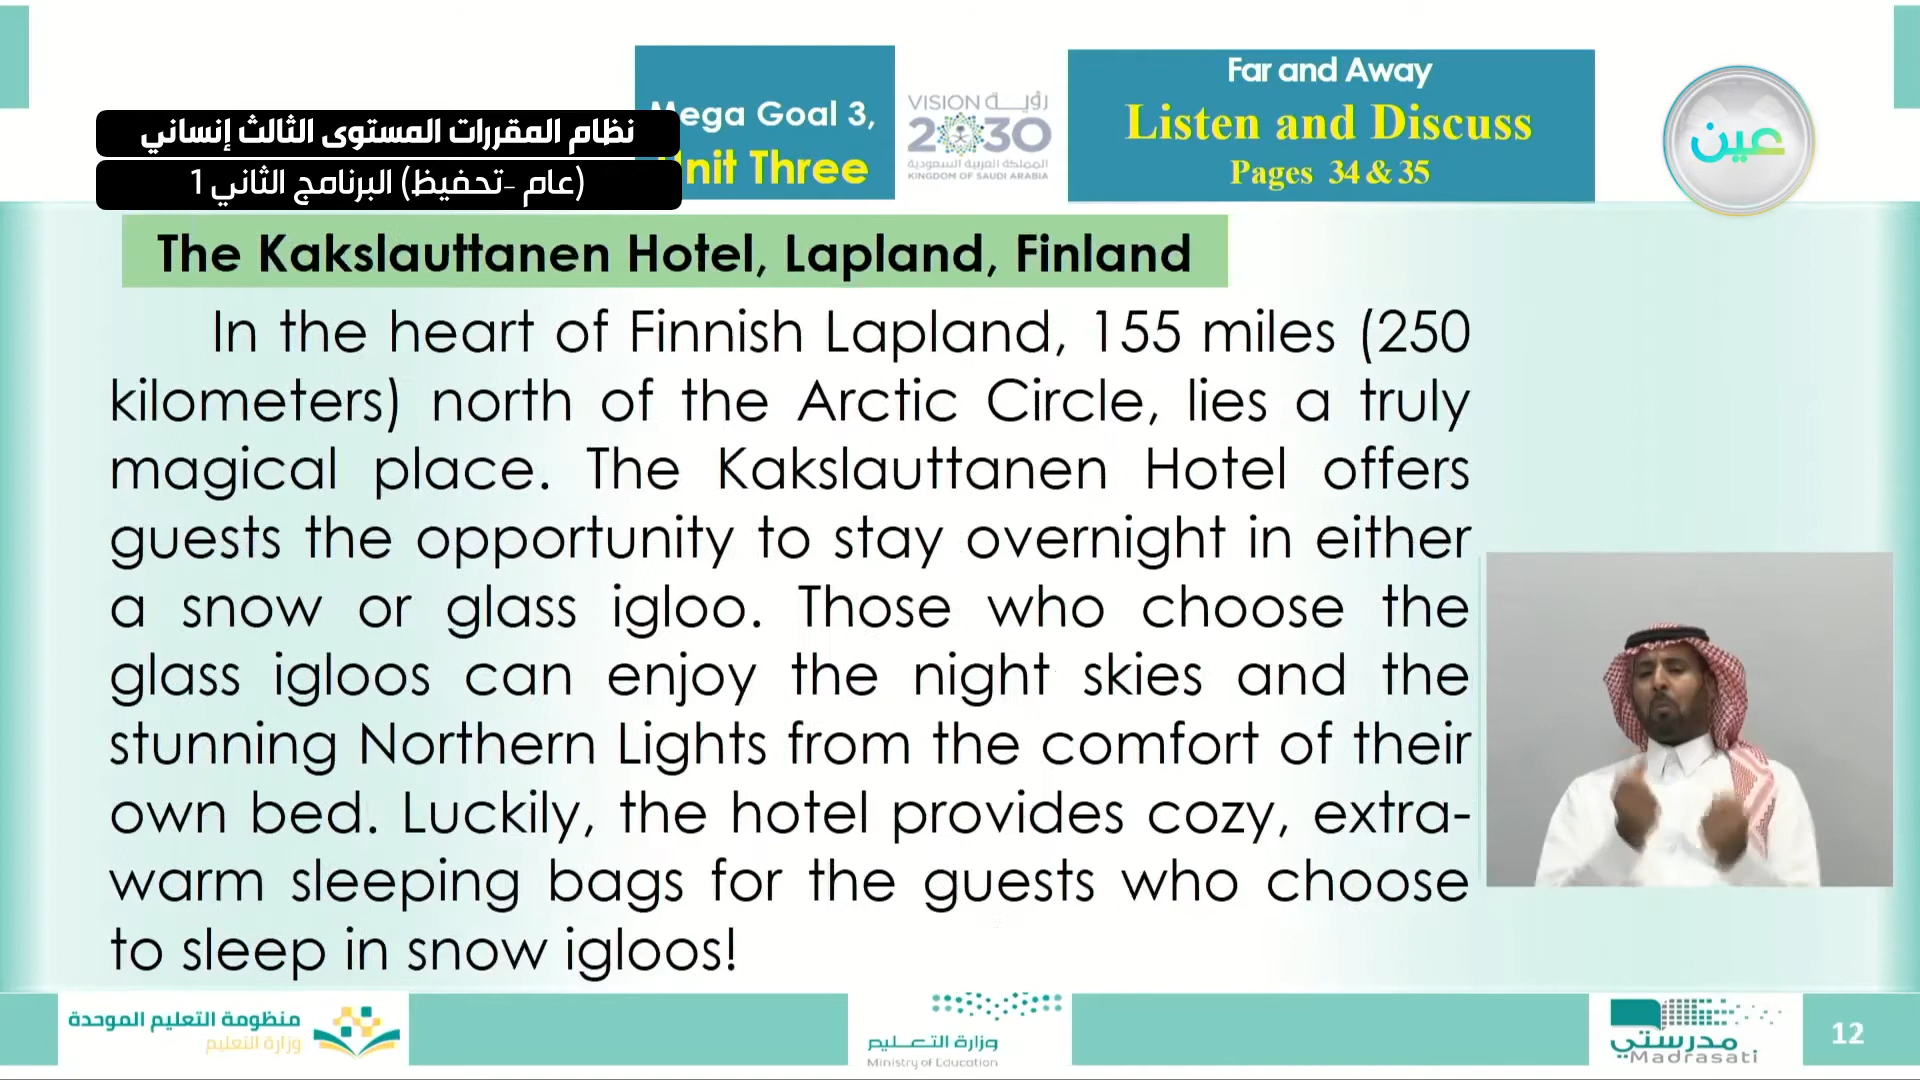 نظام المقررات المستوى الثالث إنساني
(عام -تحفيظ) البرنامج الثاني 1
Mega Goal 3,
Unit Three
VISION رؤية
2030
المملكة العربية السعودية
KINGDOM OF SAUDI ARABIA
Far and Away
Listen and Discuss
Pages 34 & 35
عين
The Kakslauttanen Hotel, Lapland, Finland
In the heart of Finnish Lapland, 155 miles (250
kilometers) north of the Arctic Circle, lies a truly
magical place. The Kakslauttanen Hotel offers
guests the opportunity to stay overnight in either
a snow or glass igloo. Those who choose the
glass igloos can enjoy the night skies and the
stunning Northern Lights from the comfort of their
own bed. Luckily, the hotel provides cozy, extra-
warm sleeping bags for the guests who choose
to sleep in snow igloos!
منظومة التعليم الموحدة
وزارة التعليم
وزارة التعليم
Ministry of Education
مدرستي
Madrasati
12